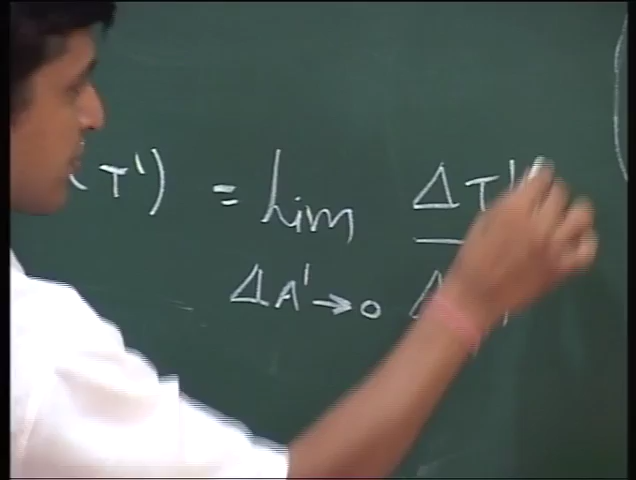 (T') = lim ΔT'
ΔA' → 0 Δ